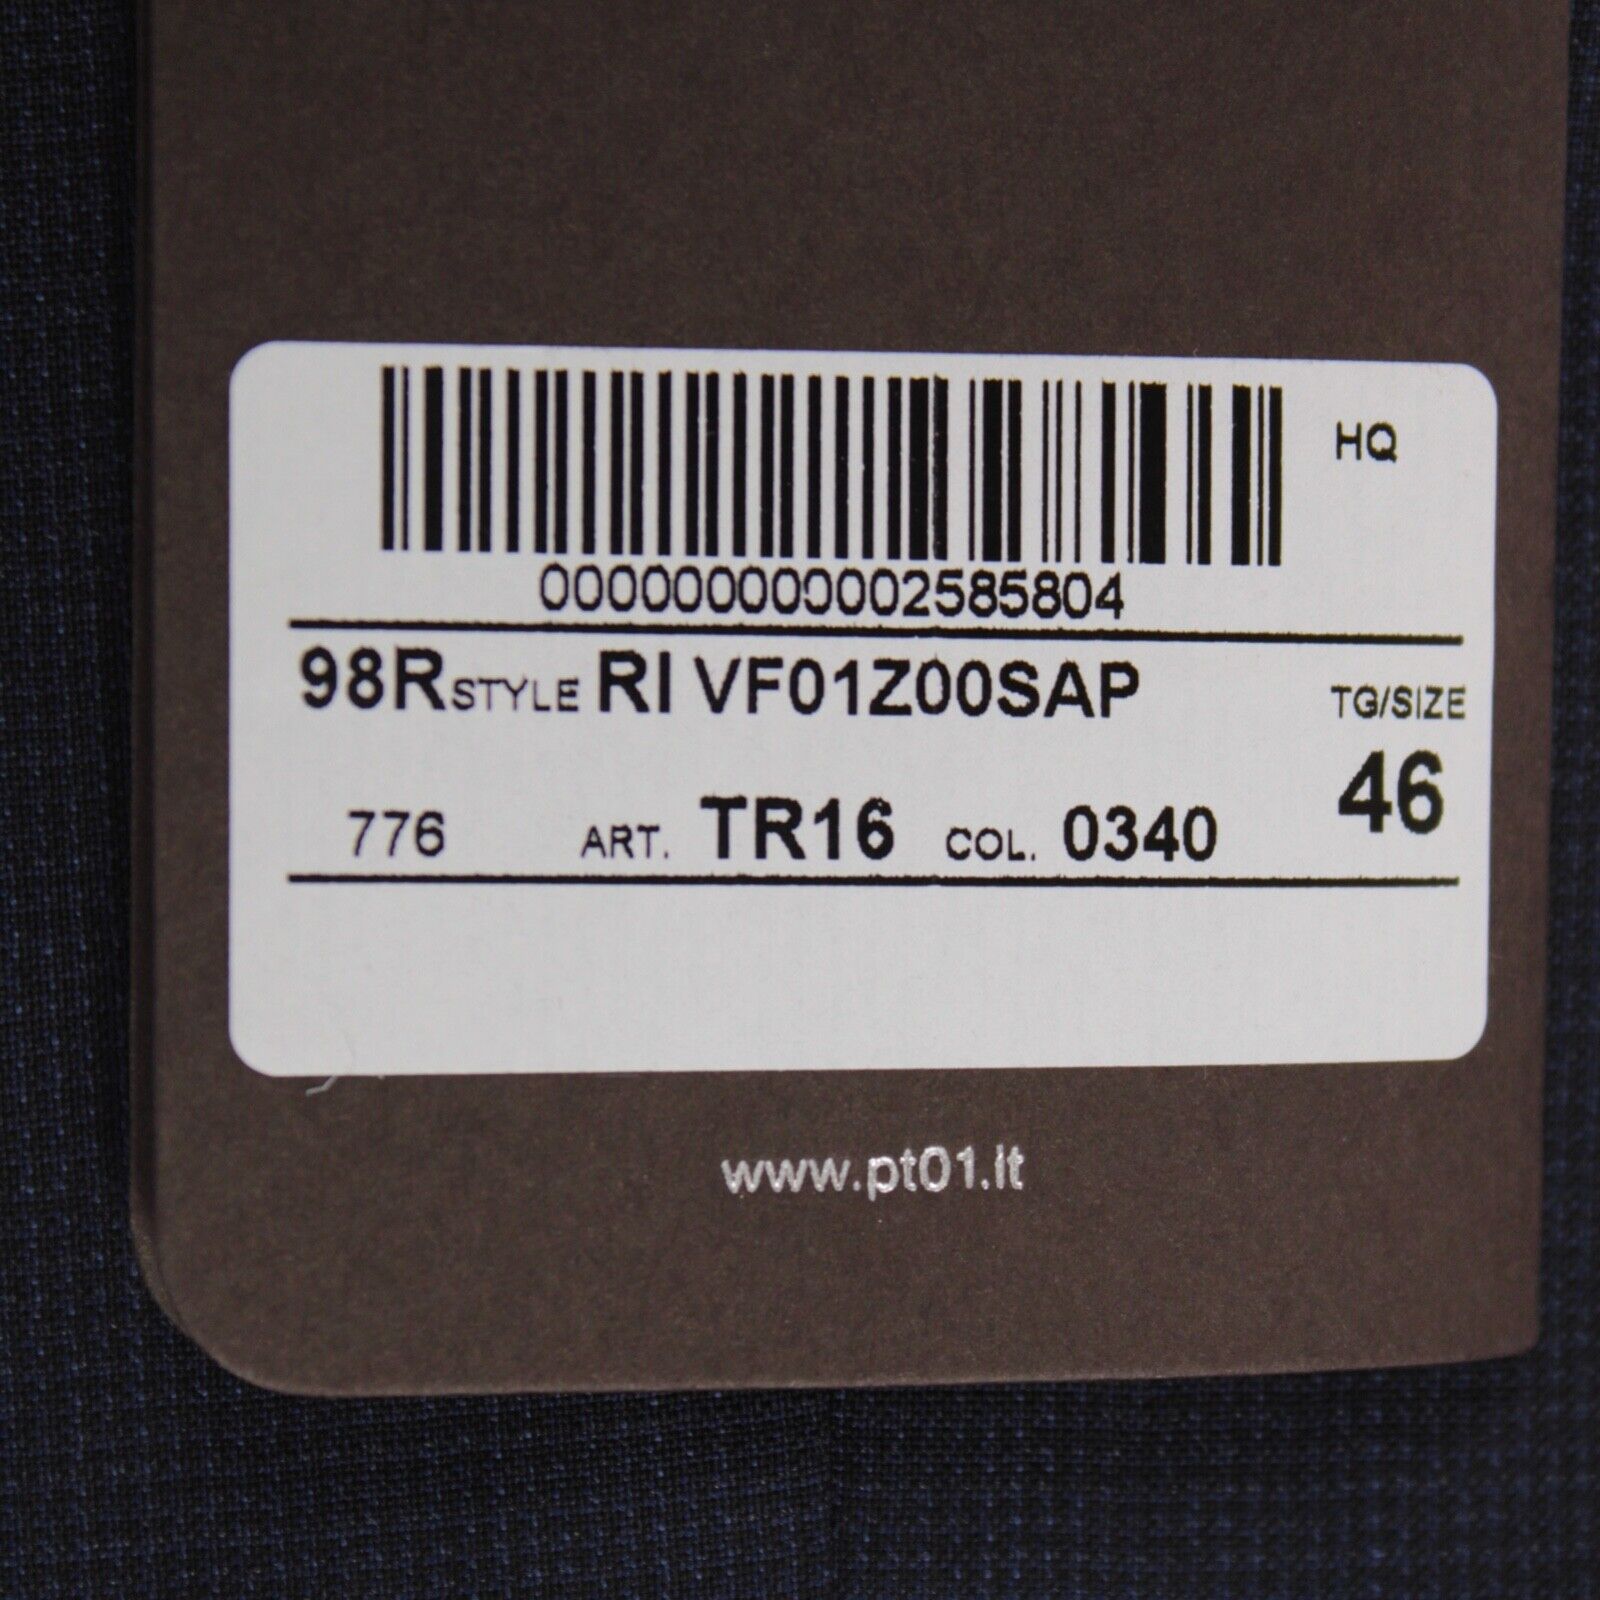 HQ
000000000002585804
98R STYLE RI VF01Z00SAP TG/SIZE
46
776 ART. TR16 COL. 0340
www.pt01.it